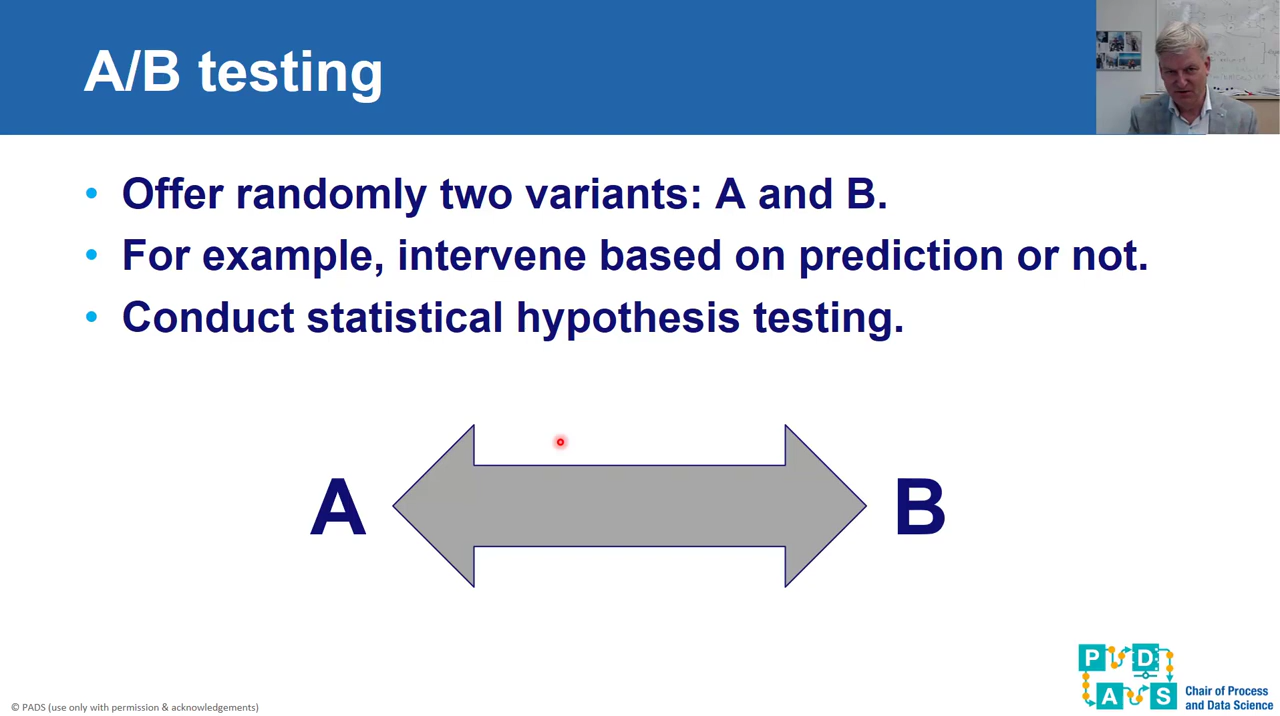 A/B testing
• Offer randomly two variants: A and B.
• For example, intervene based on prediction or not.
• Conduct statistical hypothesis testing.
A
B
P D
A S
Chair of Process
and Data Science
© PADS (use only with permission & acknowledgements)